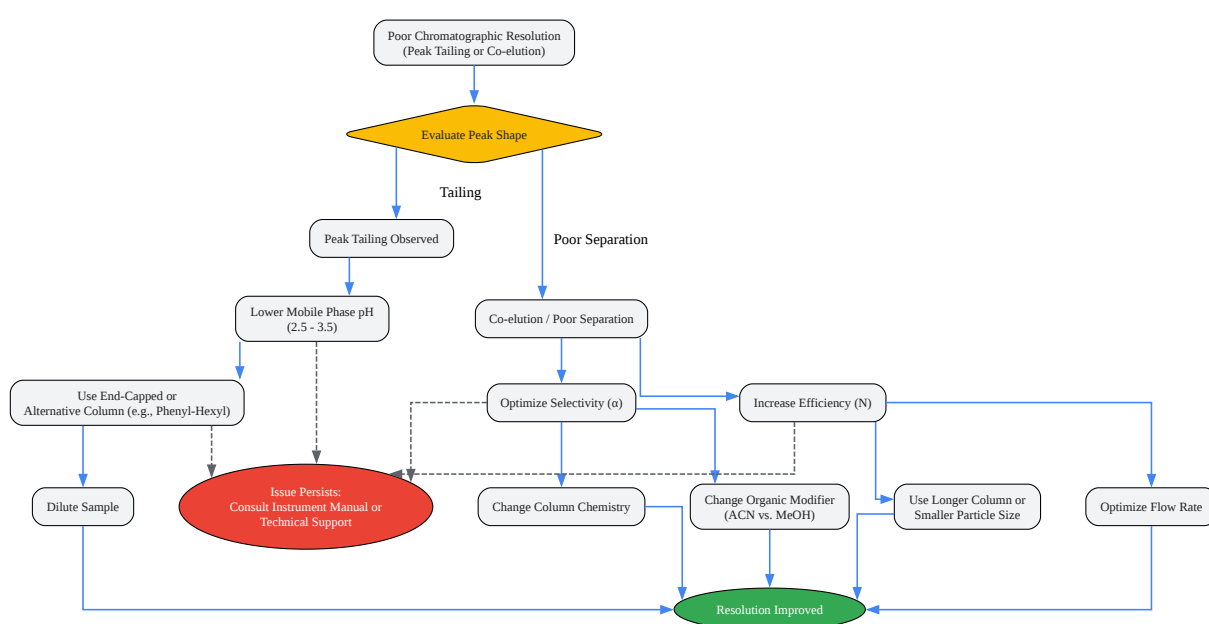 Poor Chromatographic Resolution
(Peak Tailing or Co-elution)
Evaluate Peak Shape
Tailing
Peak Tailing Observed
Poor Separation
Lower Mobile Phase pH
(2.5 - 3.5)
Co-elution / Poor Separation
Use End-Capped or
Alternative Column (e.g., Phenyl-Hexyl)
Optimize Selectivity (α)
Increase Efficiency (N)
Dilute Sample
Issue Persists:
Consult Instrument Manual or
Technical Support
Change Column Chemistry
Change Organic Modifier
(ACN vs. MeOH)
Use Longer Column or
Smaller Particle Size
Optimize Flow Rate
Resolution Improved